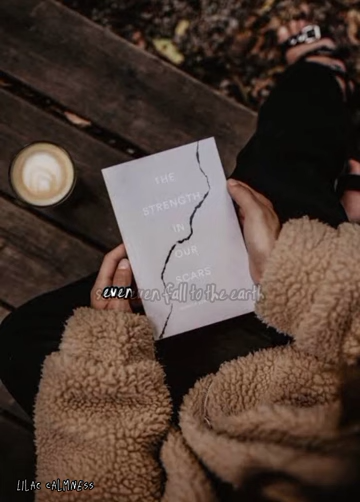 THE
STRENGTH
IN
OUR
SCARS
even fall to the earth
LILAC CALMNESS